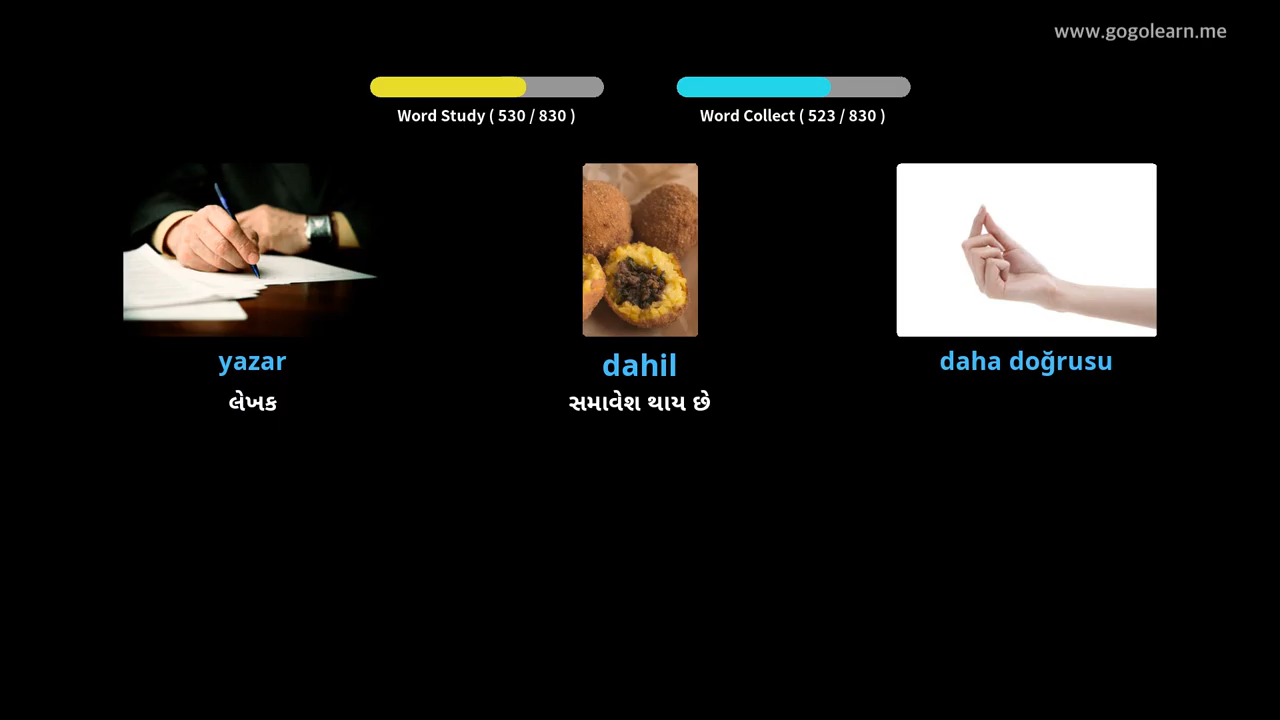 www.gogolearn.me
Word Study ( 530 / 830 )
Word Collect ( 523 / 830 )
yazar
dahil
daha doğrusu
લેખક
સમાવેશ થાય છે